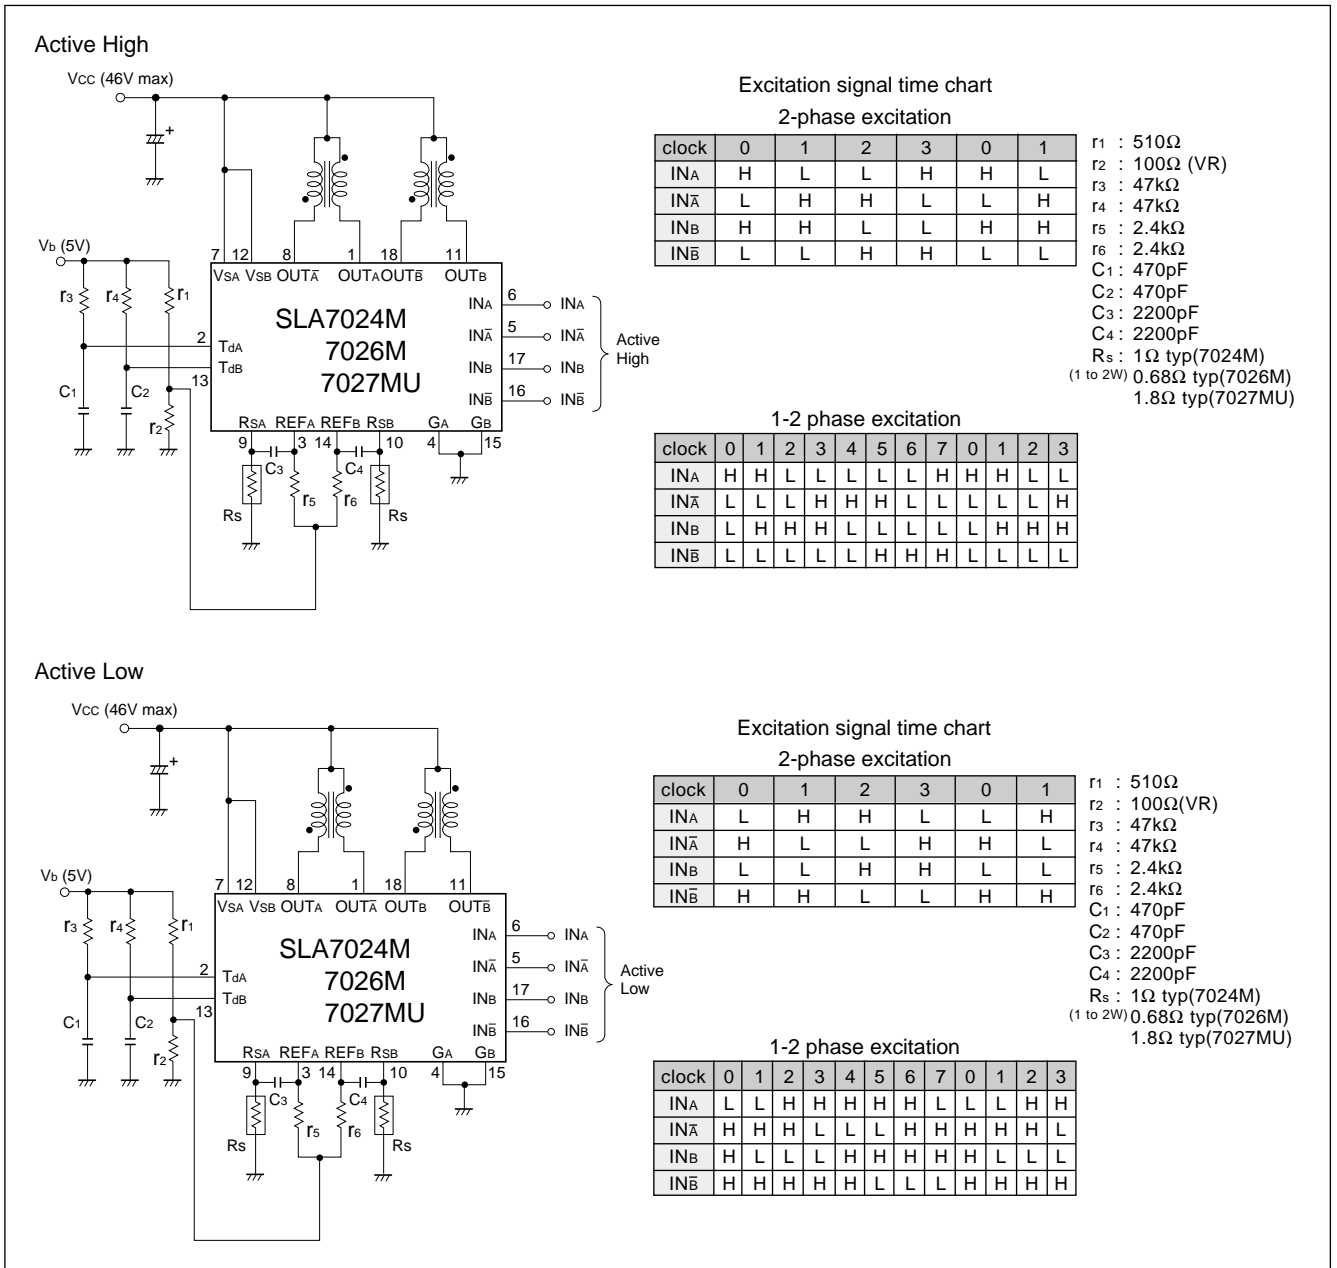 Active High
Vcc (46V max)
+
Vb (5V)
r3 r4 r1
C1 C2 r2
7 12 8 1 18 11
VSA VSB OUTA̅ OUTA OUTB̅ OUTB
SLA7024M
7026M
7027MU
2 TdA
TdB
13
INA 6 INA
INA̅ 5 INA̅
INB 17 INB
INB̅ 16 INB̅
Active
High
RSA REFA REFB RSB GA GB
9 3 14 10 4 15
C3 C4
r5 r6
Rs Rs
Excitation signal time chart
2-phase excitation
clock 0 1 2 3 0 1
INA H L L H H L
INA̅ L H H L L H
INB H H L L H H
INB̅ L L H H L L
r1 : 510Ω
r2 : 100Ω (VR)
r3 : 47kΩ
r4 : 47kΩ
r5 : 2.4kΩ
r6 : 2.4kΩ
C1 : 470pF
C2 : 470pF
C3 : 2200pF
C4 : 2200pF
Rs : 1Ω typ(7024M)
(1 to 2W) 0.68Ω typ(7026M)
1.8Ω typ(7027MU)
1-2 phase excitation
clock 0 1 2 3 4 5 6 7 0 1 2 3
INA H H L L L L L H H H L L
INA̅ L L L H H H L L L L L H
INB L H H H L L L L L H H H
INB̅ L L L L L H H H L L L L
Active Low
Vcc (46V max)
+
Vb (5V)
r3 r4 r1
C1 C2 r2
7 12 8 1 18 11
VSA VSB OUTA OUTA̅ OUTB OUTB̅
SLA7024M
7026M
7027MU
2 TdA
TdB
13
INA 6 INA
INA̅ 5 INA̅
INB 17 INB
INB̅ 16 INB̅
Active
Low
RSA REFA REFB RSB GA GB
9 3 14 10 4 15
C3 C4
r5 r6
Rs Rs
Excitation signal time chart
2-phase excitation
clock 0 1 2 3 0 1
INA L H H L L H
INA̅ H L L H H L
INB L L H H L L
INB̅ H H L L H H
r1 : 510Ω
r2 : 100Ω(VR)
r3 : 47kΩ
r4 : 47kΩ
r5 : 2.4kΩ
r6 : 2.4kΩ
C1 : 470pF
C2 : 470pF
C3 : 2200pF
C4 : 2200pF
Rs : 1Ω typ(7024M)
(1 to 2W) 0.68Ω typ(7026M)
1.8Ω typ(7027MU)
1-2 phase excitation
clock 0 1 2 3 4 5 6 7 0 1 2 3
INA L L H H H H H L L L H H
INA̅ H H H L L L H H H H H L
INB H L L L H H H H H L L L
INB̅ H H H H H L L L H H H H